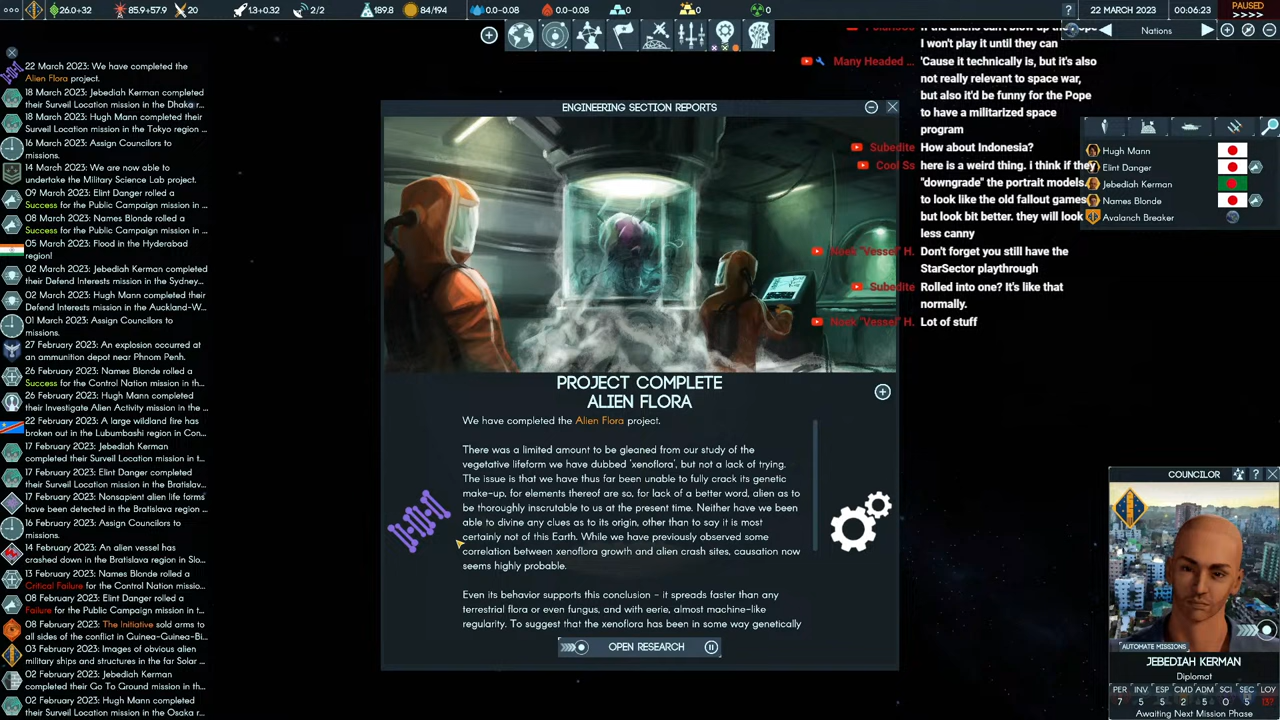 26.0+32
85.9+57.9
20
1.3+0.32
2/2
189.8
84/194
0.0-0.08
0.0-0.08
0
0
0
?
22 MARCH 2023
00:06:23
PAUSED
>>>>
Nations
22 March 2023: We have completed the
Alien Flora project.
18 March 2023: Jebediah Kerman completed
their Surveil Location mission in the Dhaka r...
18 March 2023: Hugh Mann completed their
Surveil Location mission in the Tokyo region ...
16 March 2023: Assign Councilors to
missions.
14 March 2023: We are now able to
undertake the Military Science Lab project.
09 March 2023: Elint Danger rolled a
Success for the Public Campaign mission in ...
08 March 2023: Names Blonde rolled a
Success for the Public Campaign mission in ...
05 March 2023: Flood in the Hyderabad
region!
02 March 2023: Jebediah Kerman completed
their Defend Interests mission in the Sydney...
02 March 2023: Hugh Mann completed their
Defend Interests mission in the Auckland-W...
01 March 2023: Assign Councilors to
missions.
27 February 2023: An explosion occurred at
an ammunition depot near Phnom Penh.
26 February 2023: Names Blonde rolled a
Success for the Control Nation mission in t...
26 February 2023: Hugh Mann completed
their Investigate Alien Activity mission in the ...
22 February 2023: A large wildland fire has
broken out in the Lubumbashi region in Con...
17 February 2023: Jebediah Kerman
completed their Surveil Location mission in t...
17 February 2023: Elint Danger completed
their Surveil Location mission in the Bratislav...
17 February 2023: Nonsapient alien life forms
have been detected in the Bratislava region ...
16 February 2023: Assign Councilors to
missions.
14 February 2023: An alien vessel has
crashed down in the Bratislava region in Slo...
13 February 2023: Names Blonde rolled a
Critical Failure for the Control Nation missio...
08 February 2023: Elint Danger rolled a
Failure for the Public Campaign mission in t...
08 February 2023: The Initiative sold arms to
all sides of the conflict in Guinea-Guinea-Bi...
03 February 2023: Images of obvious alien
military ships and structures in the far Solar ...
02 February 2023: Jebediah Kerman
completed their Go To Ground mission in th...
02 February 2023: Hugh Mann completed
their Surveil Location mission in the Osaka r...
ENGINEERING SECTION REPORTS
PROJECT COMPLETE
ALIEN FLORA
We have completed the Alien Flora project.
There was a limited amount to be gleaned from our study of the
vegetative lifeform we have dubbed 'xenoflora', but not a lack of trying.
The issue is that we have thus far been unable to fully crack its genetic
make-up, for elements thereof are so, for lack of a better word, alien as to
be thoroughly inscrutable to us at the present time. Neither have we been
able to divine any clues as to its origin, other than to say it is most
certainly not of this Earth. While we have previously observed some
correlation between xenoflora growth and alien crash sites, causation now
seems highly probable.
Even its behavior supports this conclusion - it spreads faster than any
terrestrial flora or even fungus, and with eerie, almost machine-like
regularity. To suggest that the xenoflora has been in some way genetically
OPEN RESEARCH
I won't play it until they can
Many Headed ... 'Cause it technically is, but it's also
not really relevant to space war,
but also it'd be funny for the Pope
to have a militarized space
program
Subedite How about Indonesia?
Cool Ss here is a weird thing. i think if they
"downgrade" the portrait models.
to look like the old fallout games
but look bit better. they will look
less canny
"Vessel" H. Don't forget you still have the
StarSector playthrough
Subedite Rolled into one? It's like that
normally.
"Vessel" H. Lot of stuff
Hugh Mann
Elint Danger
Jebediah Kerman
Names Blonde
Avalanch Breaker
COUNCILOR
?
AUTOMATE MISSIONS
JEBEDIAH KERMAN
Diplomat
PER INV ESP CMD ADM SCI SEC LOY
7 5 5 2 5 0 5
Awaiting Next Mission Phase